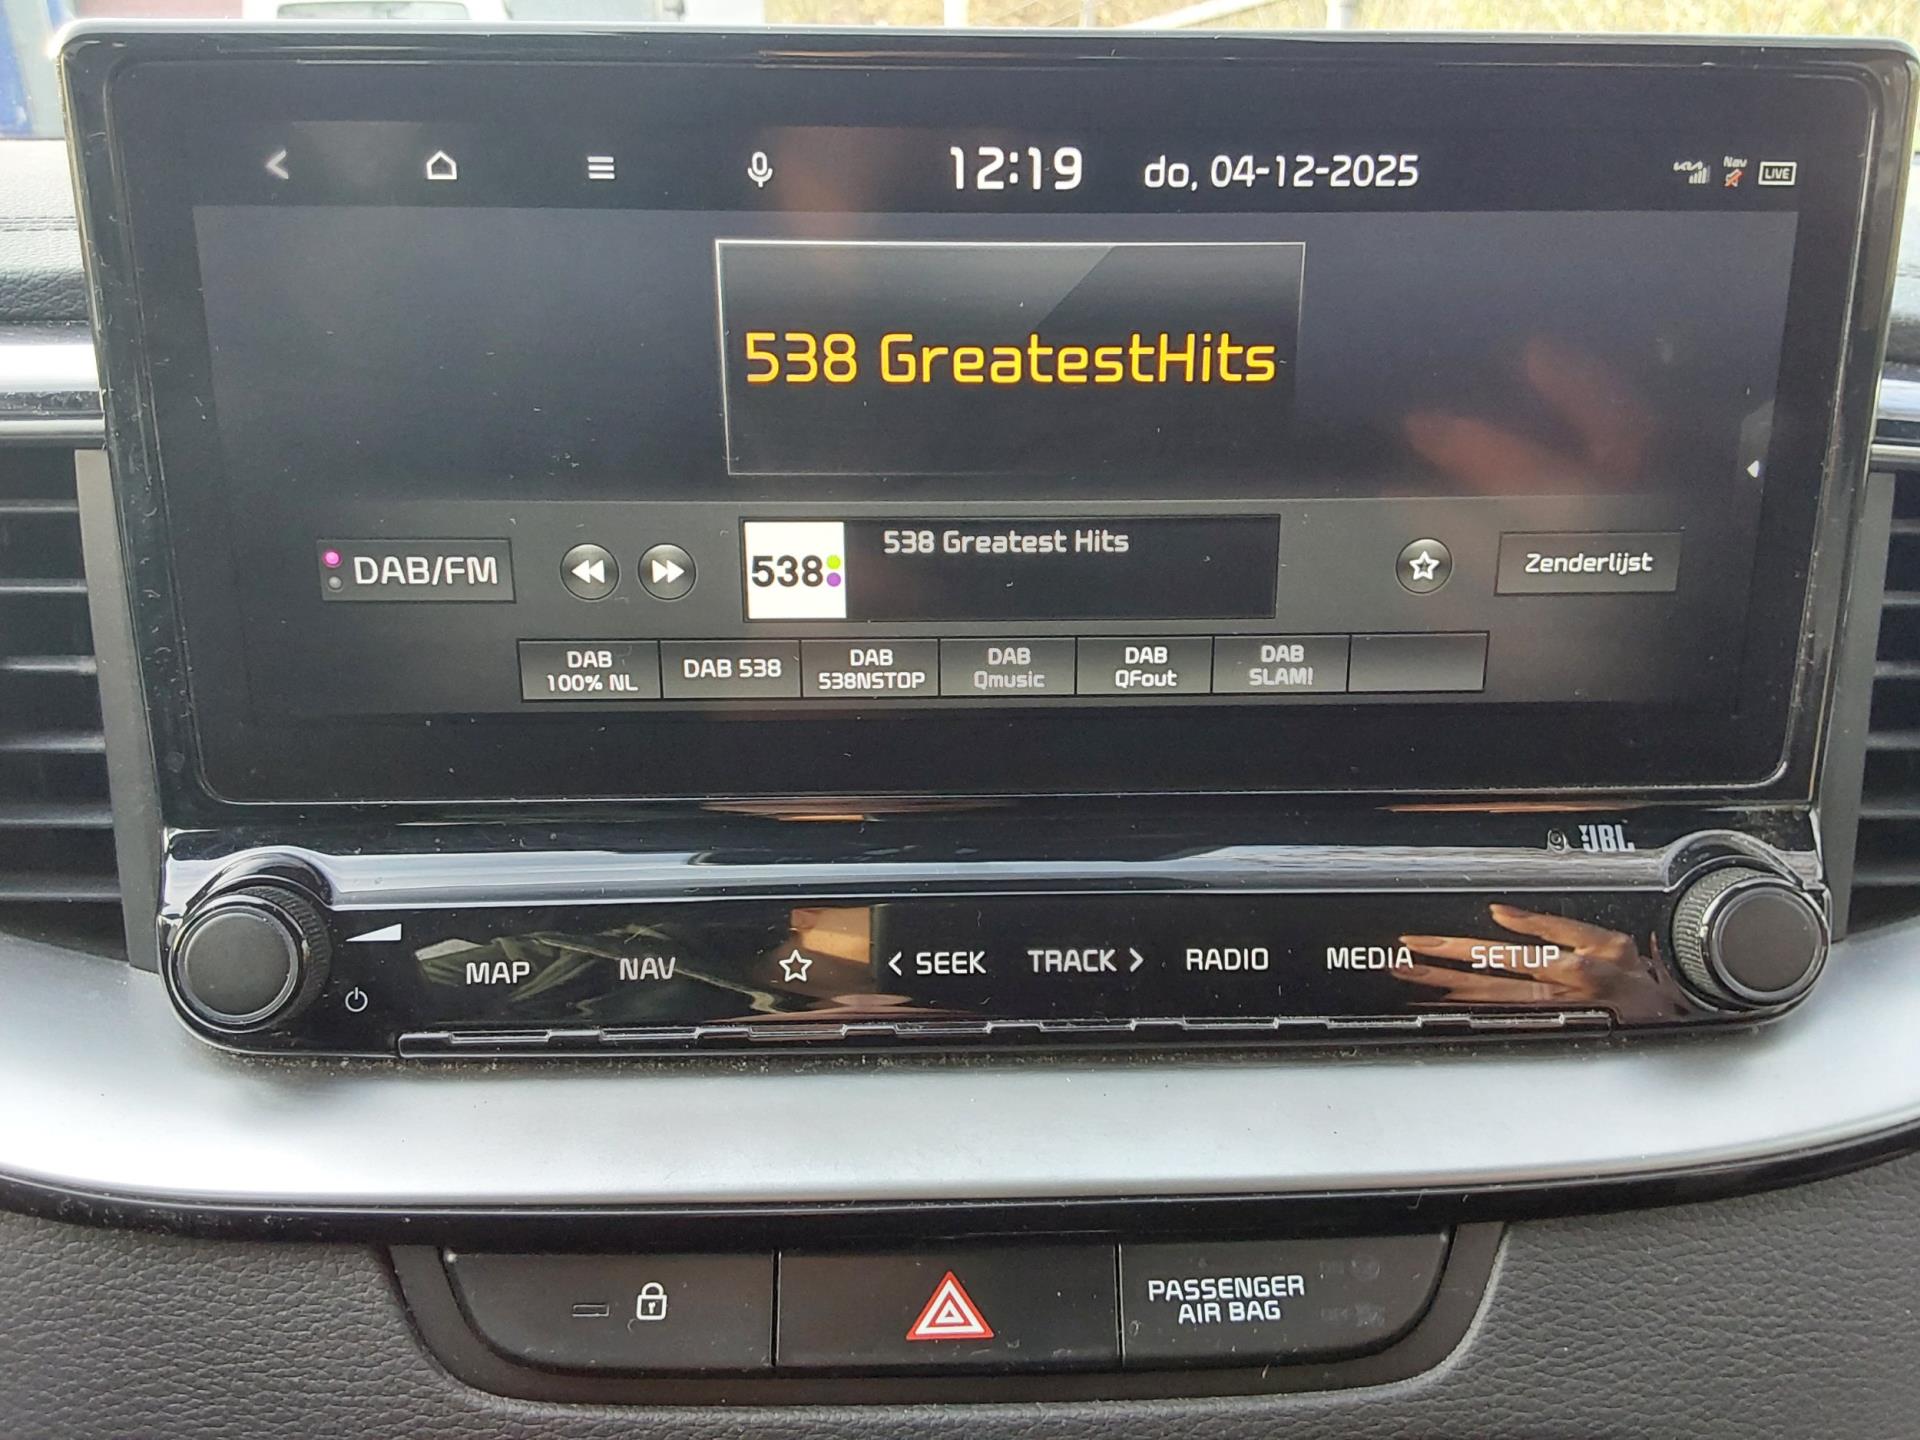 12:19 do, 04-12-2025 Nav LIVE
538 GreatestHits
DAB/FM
538
538 Greatest Hits
Zenderlijst
DAB
100% NL
DAB 538
DAB
538NSTOP
DAB
Qmusic
DAB
QFout
DAB
SLAM!
JBL
MAP NAV < SEEK TRACK > RADIO MEDIA SETUP
PASSENGER
AIR BAG